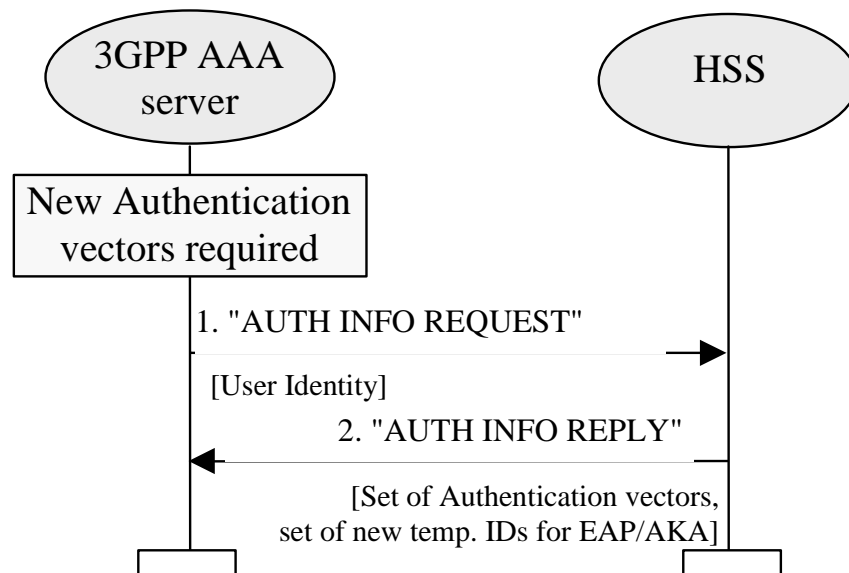 3GPP AAA
server
HSS
New Authentication
vectors required
1. "AUTH INFO REQUEST"
[User Identity]
2. "AUTH INFO REPLY"
[Set of Authentication vectors,
set of new temp. IDs for EAP/AKA]